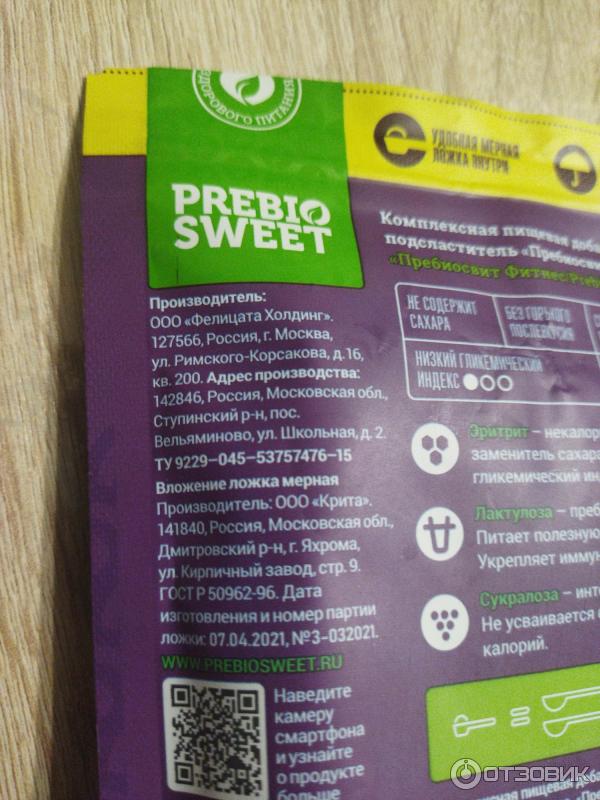 ЗДОРОВОГО ПИТАНИЯ
УДОБНАЯ МЕРНАЯ
ЛОЖКА ВНУТРИ
PREBIO
SWEET
Производитель:
ООО «Фелицата Холдинг».
127566, Россия, г. Москва,
ул. Римского-Корсакова, д.16,
кв. 200. Адрес производства:
142846, Россия, Московская обл.,
Ступинский р-н, пос.
Вельяминово, ул. Школьная, д. 2.
ТУ 9229–045–53757476–15
Вложение ложка мерная
Производитель: ООО «Крита».
141840, Россия, Московская обл.,
Дмитровский р-н, г. Яхрома,
ул. Кирпичный завод, стр. 9.
ГОСТ Р 50962-96. Дата
изготовления и номер партии
ложки: 07.04.2021, №3-032021.
WWW.PREBIOSWEET.RU
Наведите
камеру
смартфона
и узнайте
о продукте
больше
Комплексная пищевая доба
подсластитель «Пребиосви
«Пребиосвит Фитнес/Preb
НЕ СОДЕРЖИТ
САХАРА
БЕЗ ГОРЬКОГО
ПОСЛЕВКУСИЯ
НИЗКИЙ ГЛИКЕМИЧЕСКИЙ
ИНДЕКС
Эритрит – некалор
заменитель сахара
гликемический ин
Лактулоза – преб
Питает полезную
Укрепляет имму
Сукралоза – инте
Не усваивается
калорий.
ОТЗОВИК